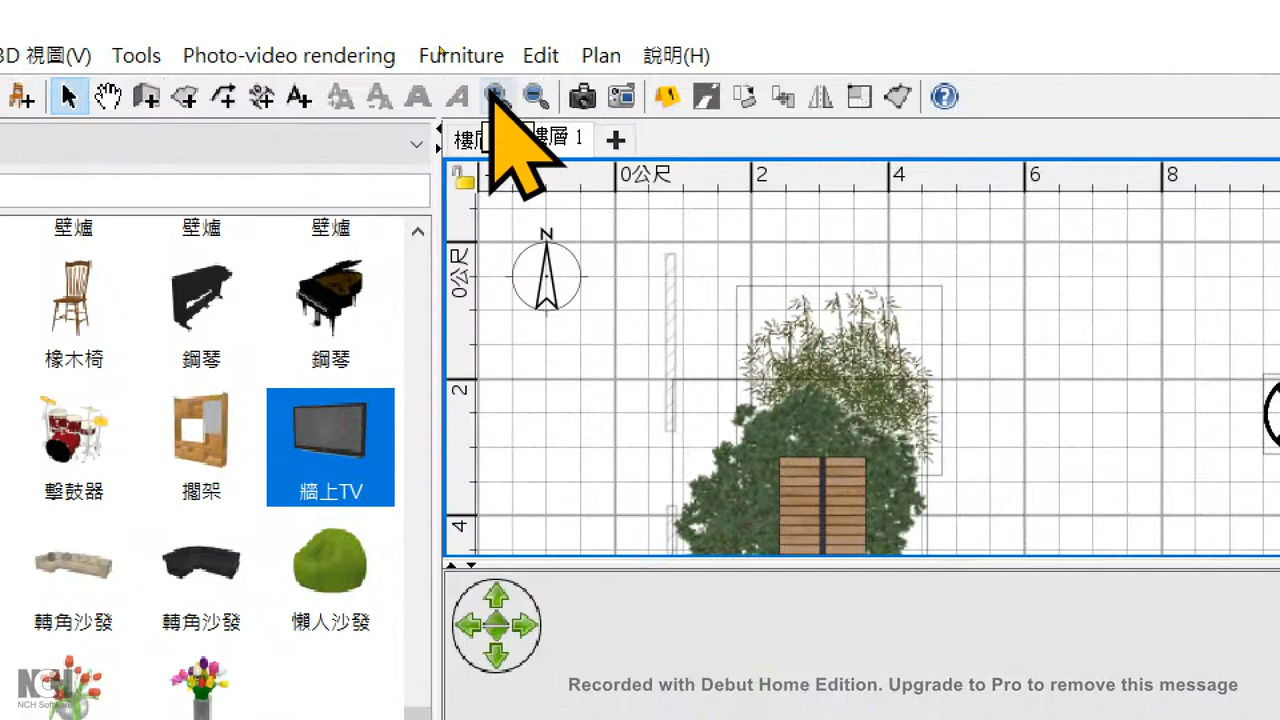 3D 視圖(V) Tools Photo-video rendering Furniture Edit Plan 說明(H)
樓層 1
0公尺 2 4 6 8
N
0公尺
2
4
壁爐 壁爐 壁爐
橡木椅 鋼琴 鋼琴
擊鼓器 擱架 牆上TV
轉角沙發 轉角沙發 懶人沙發
NCH
NCH Software
Recorded with Debut Home Edition. Upgrade to Pro to remove this message